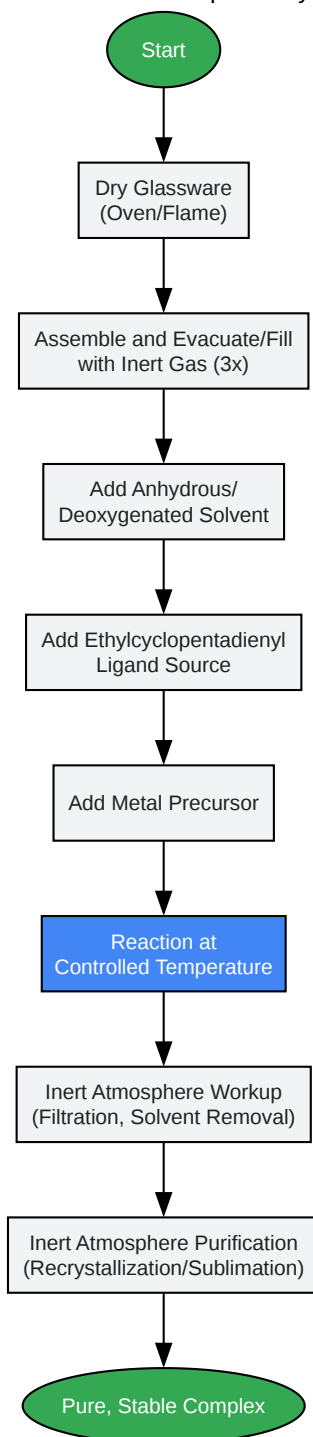 Start
Dry Glassware
(Oven/Flame)
Assemble and Evacuate/Fill
with Inert Gas (3x)
Add Anhydrous/
Deoxygenated Solvent
Add Ethylcyclopentadienyl
Ligand Source
Add Metal Precursor
Reaction at
Controlled Temperature
Inert Atmosphere Workup
(Filtration, Solvent Removal)
Inert Atmosphere Purification
(Recrystallization/Sublimation)
Pure, Stable Complex